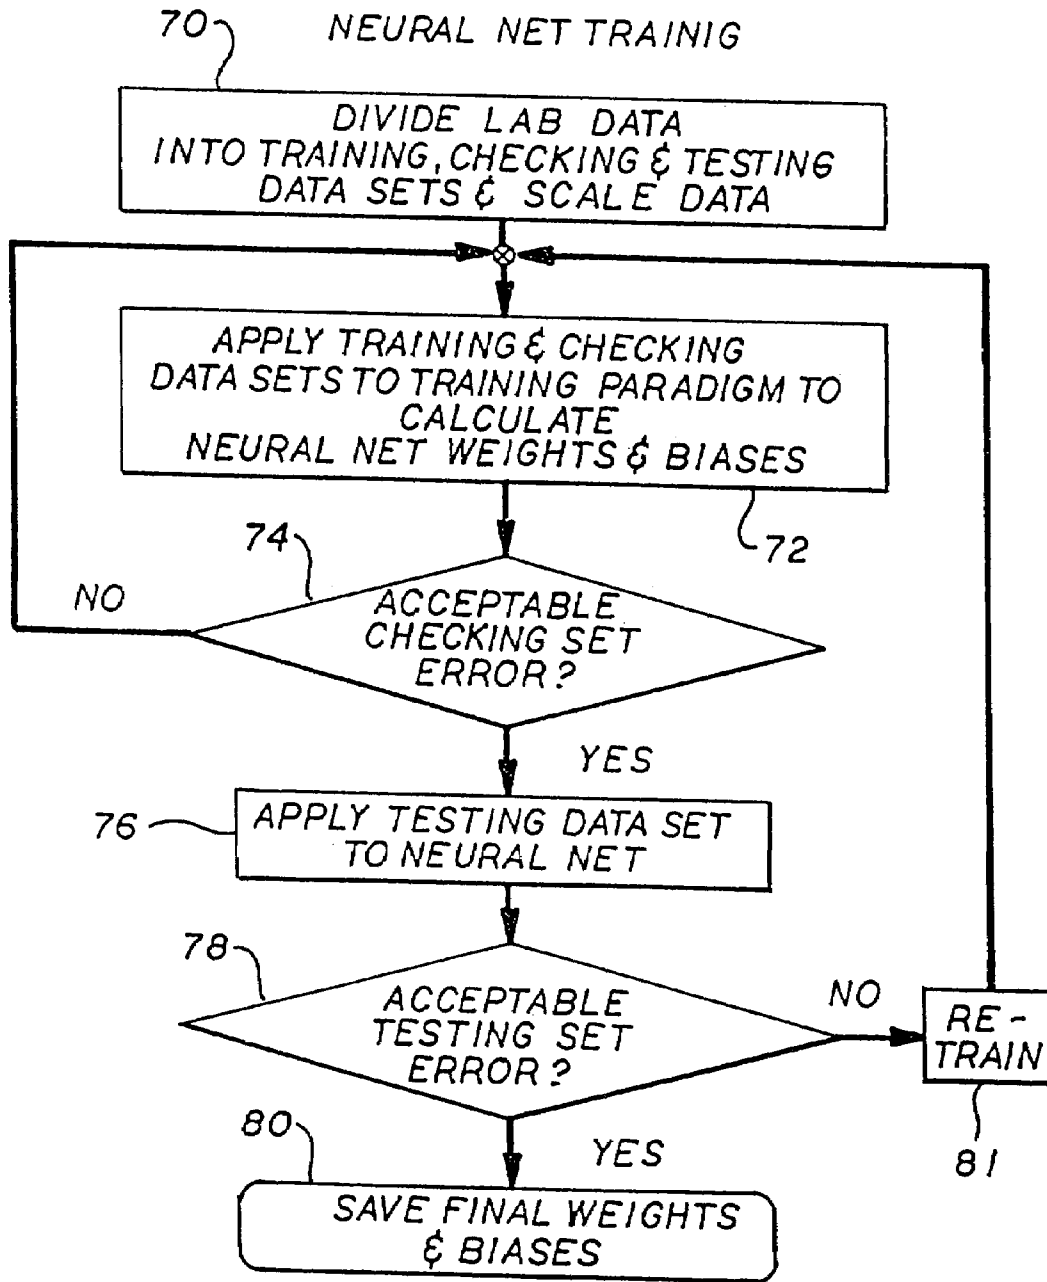 70
NEURAL NET TRAINIG
DIVIDE LAB DATA
INTO TRAINING, CHECKING & TESTING
DATA SETS & SCALE DATA
APPLY TRAINING & CHECKING
DATA SETS TO TRAINING PARADIGM TO
CALCULATE
NEURAL NET WEIGHTS & BIASES
72
74
NO
ACCEPTABLE
CHECKING SET
ERROR?
YES
76
APPLY TESTING DATA SET
TO NEURAL NET
78
ACCEPTABLE
TESTING SET
ERROR?
NO
RE-
TRAIN
81
YES
80
SAVE FINAL WEIGHTS
& BIASES